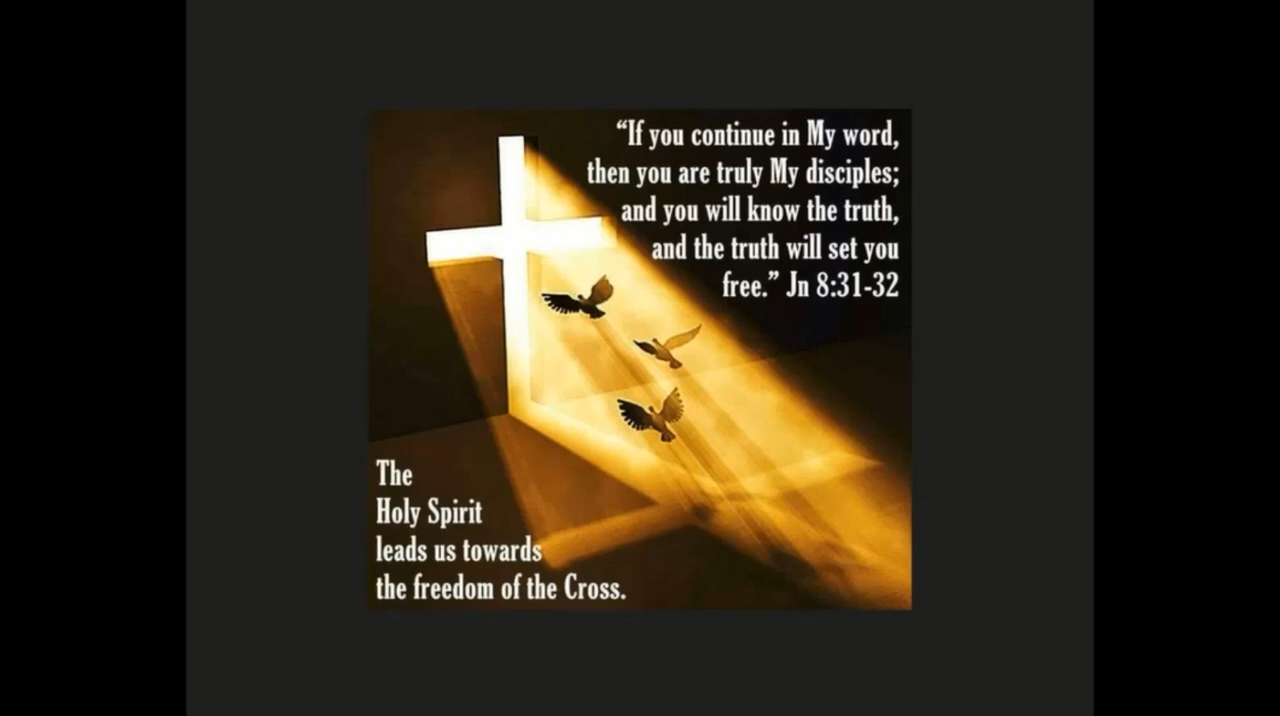 “If you continue in My word,
then you are truly My disciples;
and you will know the truth,
and the truth will set you
free.” Jn 8:31-32
The
Holy Spirit
leads us towards
the freedom of the Cross.